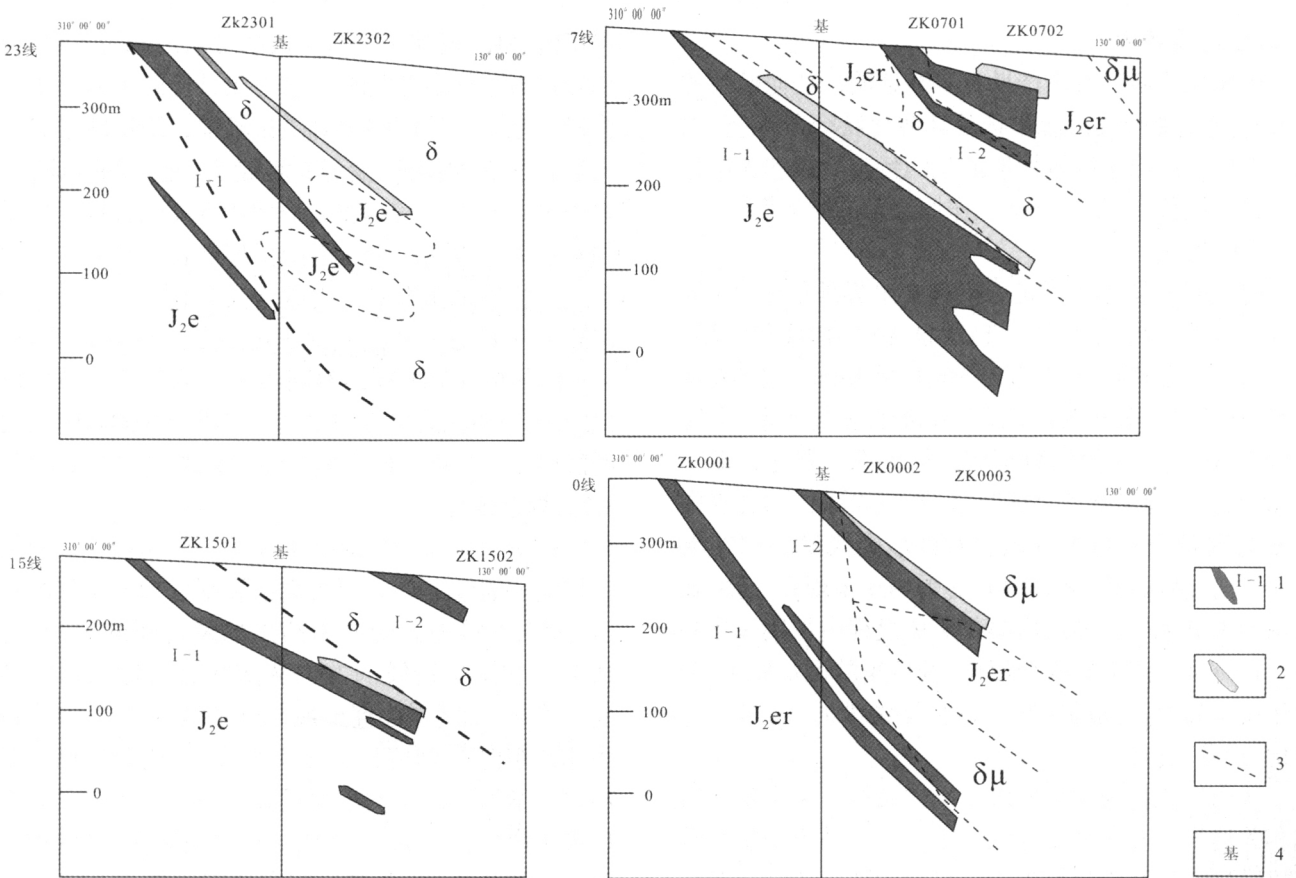 Zk2301
310° 00′ 00″
基
ZK2302
23线
130° 00′ 00″
300m
δ
δ
I-1
200
J₂e
100
J₂e
J₂e
0
δ
ZK0701
ZK0702
310° 00′ 00″
基
130° 00′ 00″
7线
δμ
J₂er
δ
300m
J₂er
δ
I-1
I-2
200
J₂e
δ
100
0
ZK1501
基
ZK1502
310° 00′ 00″
130° 00′ 00″
15线
200m
δ
I-2
I-1
δ
100
J₂e
0
310° 00′ 00″
Zk0001
基
ZK0002
ZK0003
130° 00′ 00″
0线
300m
I-2
δμ
200
I-1
J₂er
100
J₂er
δμ
0
I-1
1
2
3
基
4